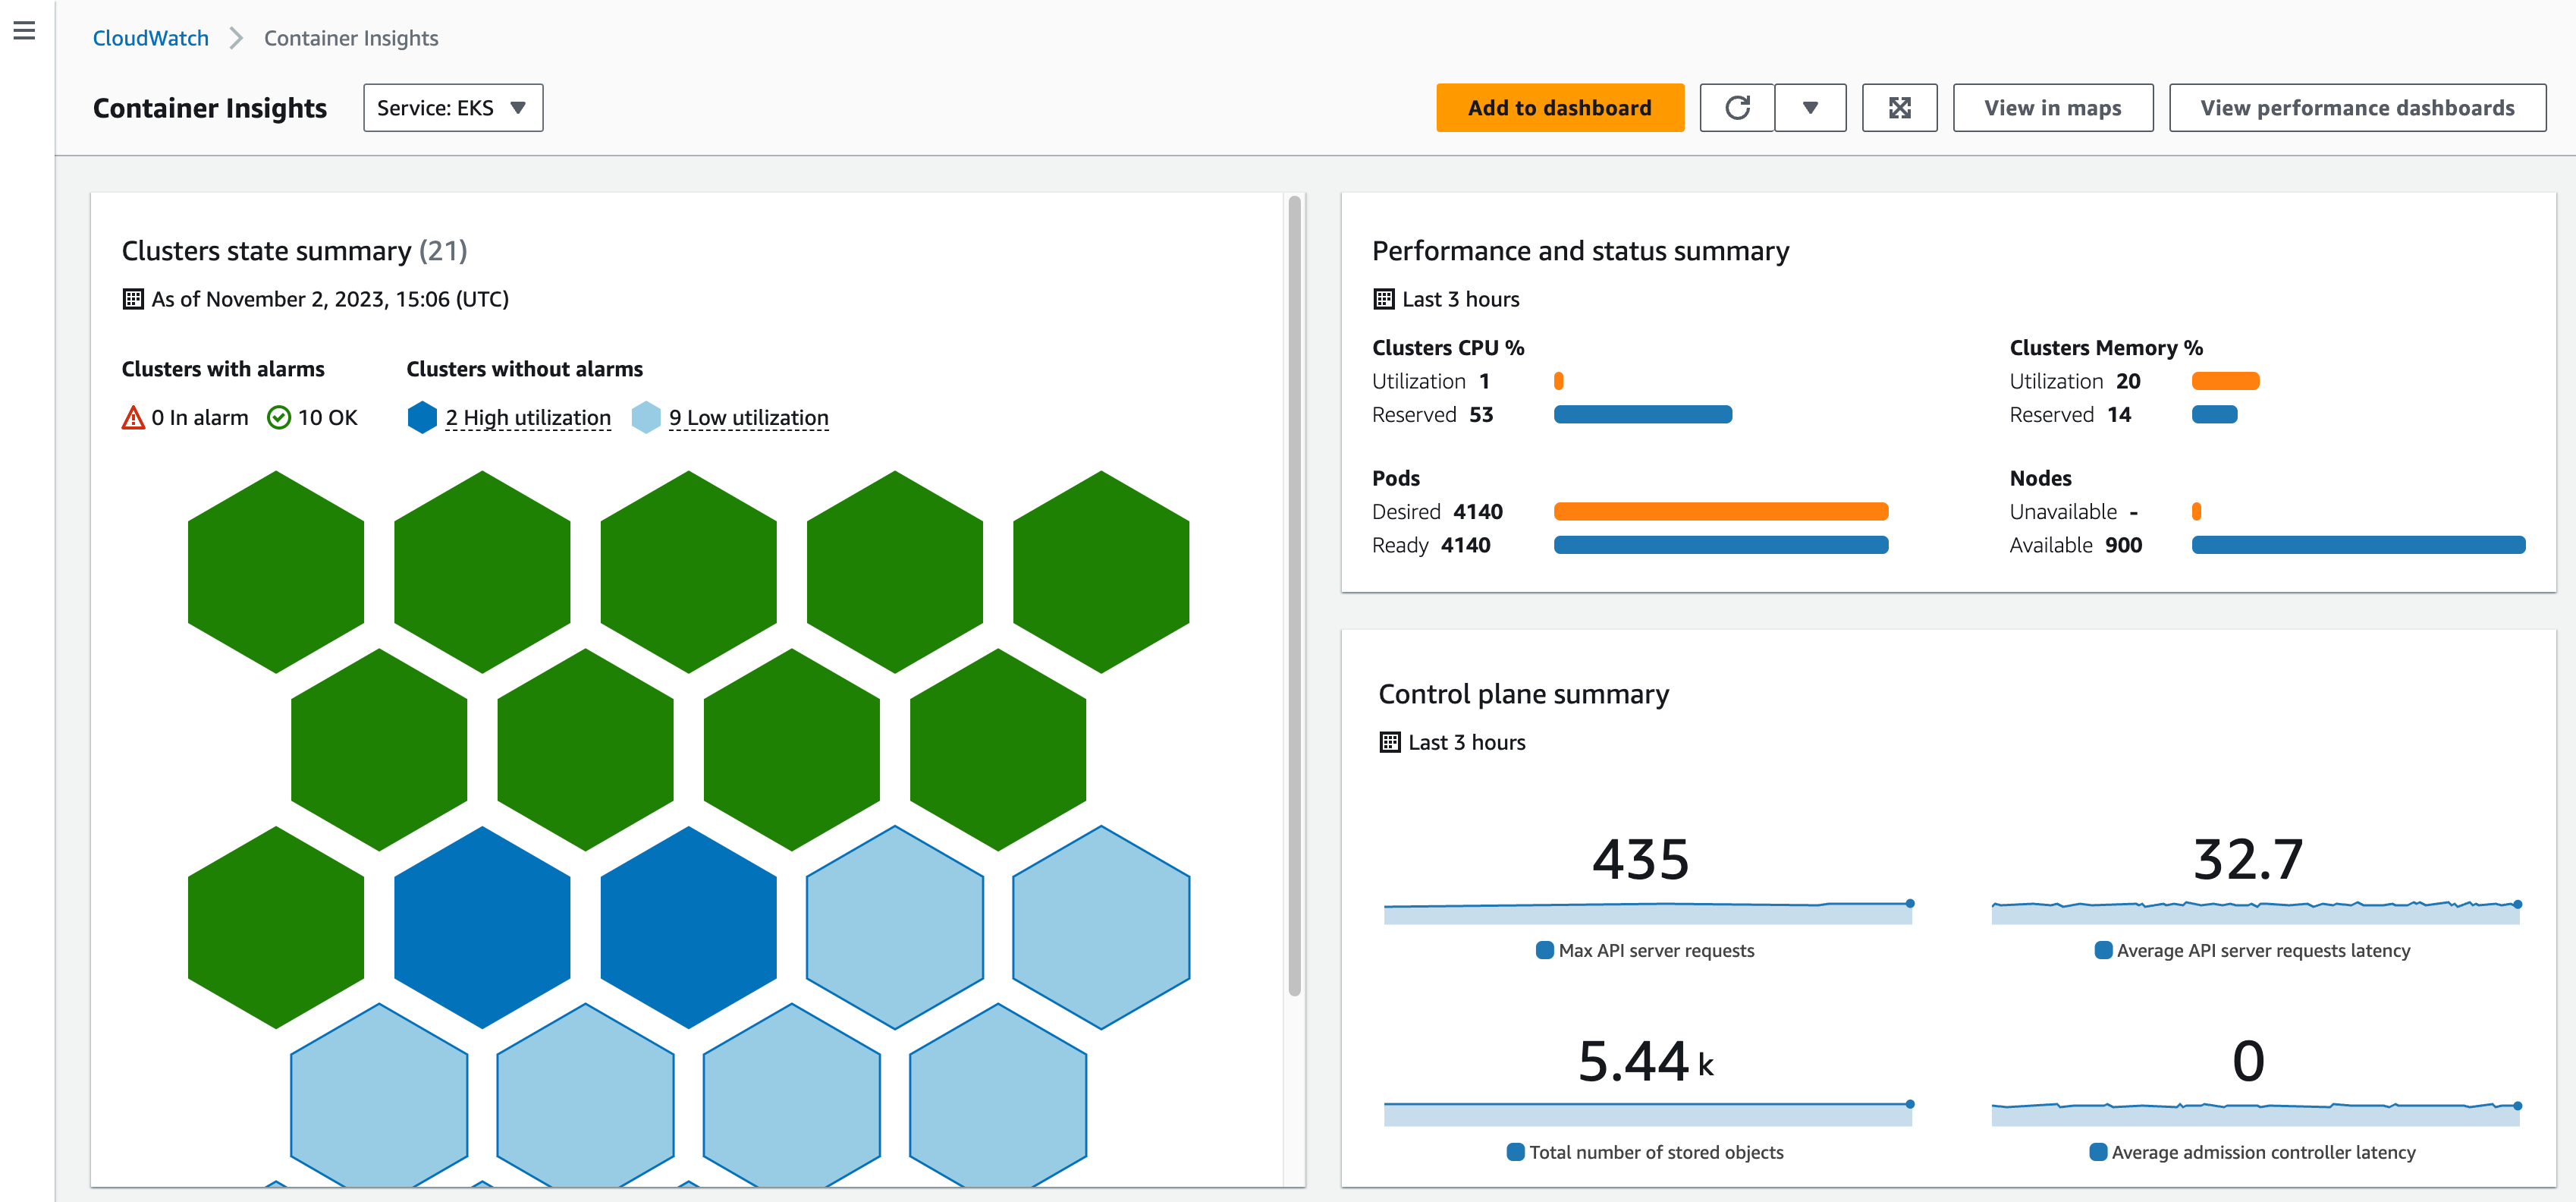 CloudWatch > Container Insights
Container Insights Service: EKS Add to dashboard View in maps View performance dashboards
Clusters state summary (21)
As of November 2, 2023, 15:06 (UTC)
Clusters with alarms Clusters without alarms
0 In alarm 10 OK 2 High utilization 9 Low utilization
Performance and status summary
Last 3 hours
Clusters CPU %
Utilization 1
Reserved 53
Clusters Memory %
Utilization 20
Reserved 14
Pods
Desired 4140
Ready 4140
Nodes
Unavailable -
Available 900
Control plane summary
Last 3 hours
435
Max API server requests
32.7
Average API server requests latency
5.44 k
Total number of stored objects
0
Average admission controller latency